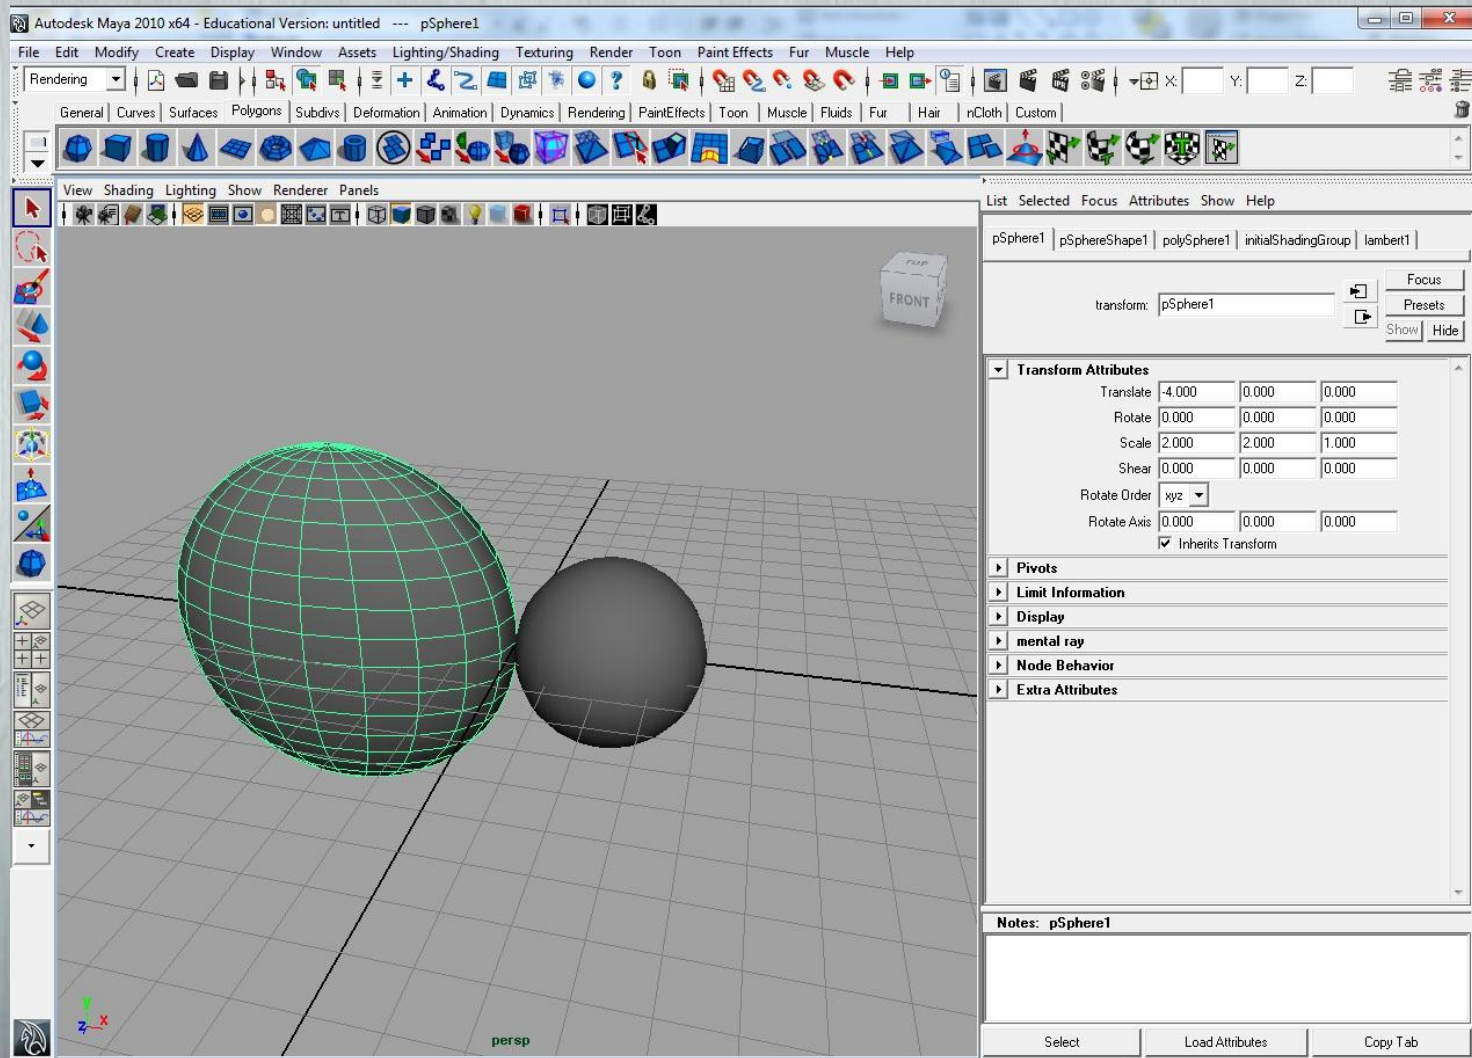 Autodesk Maya 2010 x64 - Educational Version: untitled --- pSphere1
File Edit Modify Create Display Window Assets Lighting/Shading Texturing Render Toon Paint Effects Fur Muscle Help
Rendering X: Y: Z:
General Curves Surfaces Polygons Subdivs Deformation Animation Dynamics Rendering PaintEffects Toon Muscle Fluids Fur Hair nCloth Custom
View Shading Lighting Show Renderer Panels
List Selected Focus Attributes Show Help
pSphere1 pSphereShape1 polySphere1 initialShadingGroup lambert1
Focus
transform: pSphere1 Presets
Show Hide
TOP
FRONT
Transform Attributes
Translate -4.000 0.000 0.000
Rotate 0.000 0.000 0.000
Scale 2.000 2.000 1.000
Shear 0.000 0.000 0.000
Rotate Order xyz
Rotate Axis 0.000 0.000 0.000
Inherits Transform
Pivots
Limit Information
Display
mental ray
Node Behavior
Extra Attributes
Notes: pSphere1
y
z x
persp
Select Load Attributes Copy Tab